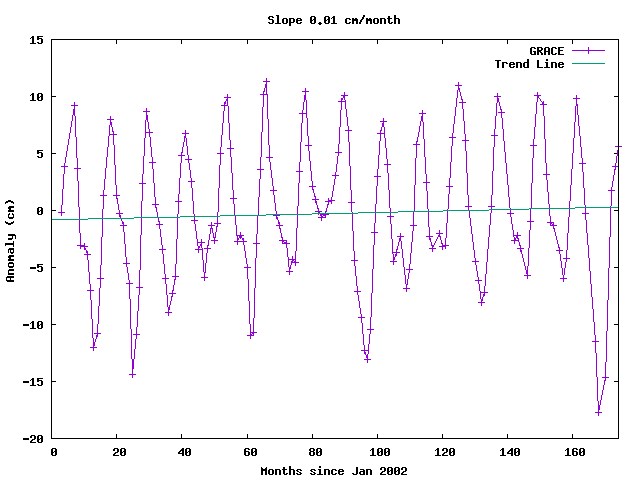 Slope 0.01 cm/month
GRACE
Trend Line
15
10
5
0
-5
-10
-15
-20
Anomaly (cm)
0 20 40 60 80 100 120 140 160
Months since Jan 2002